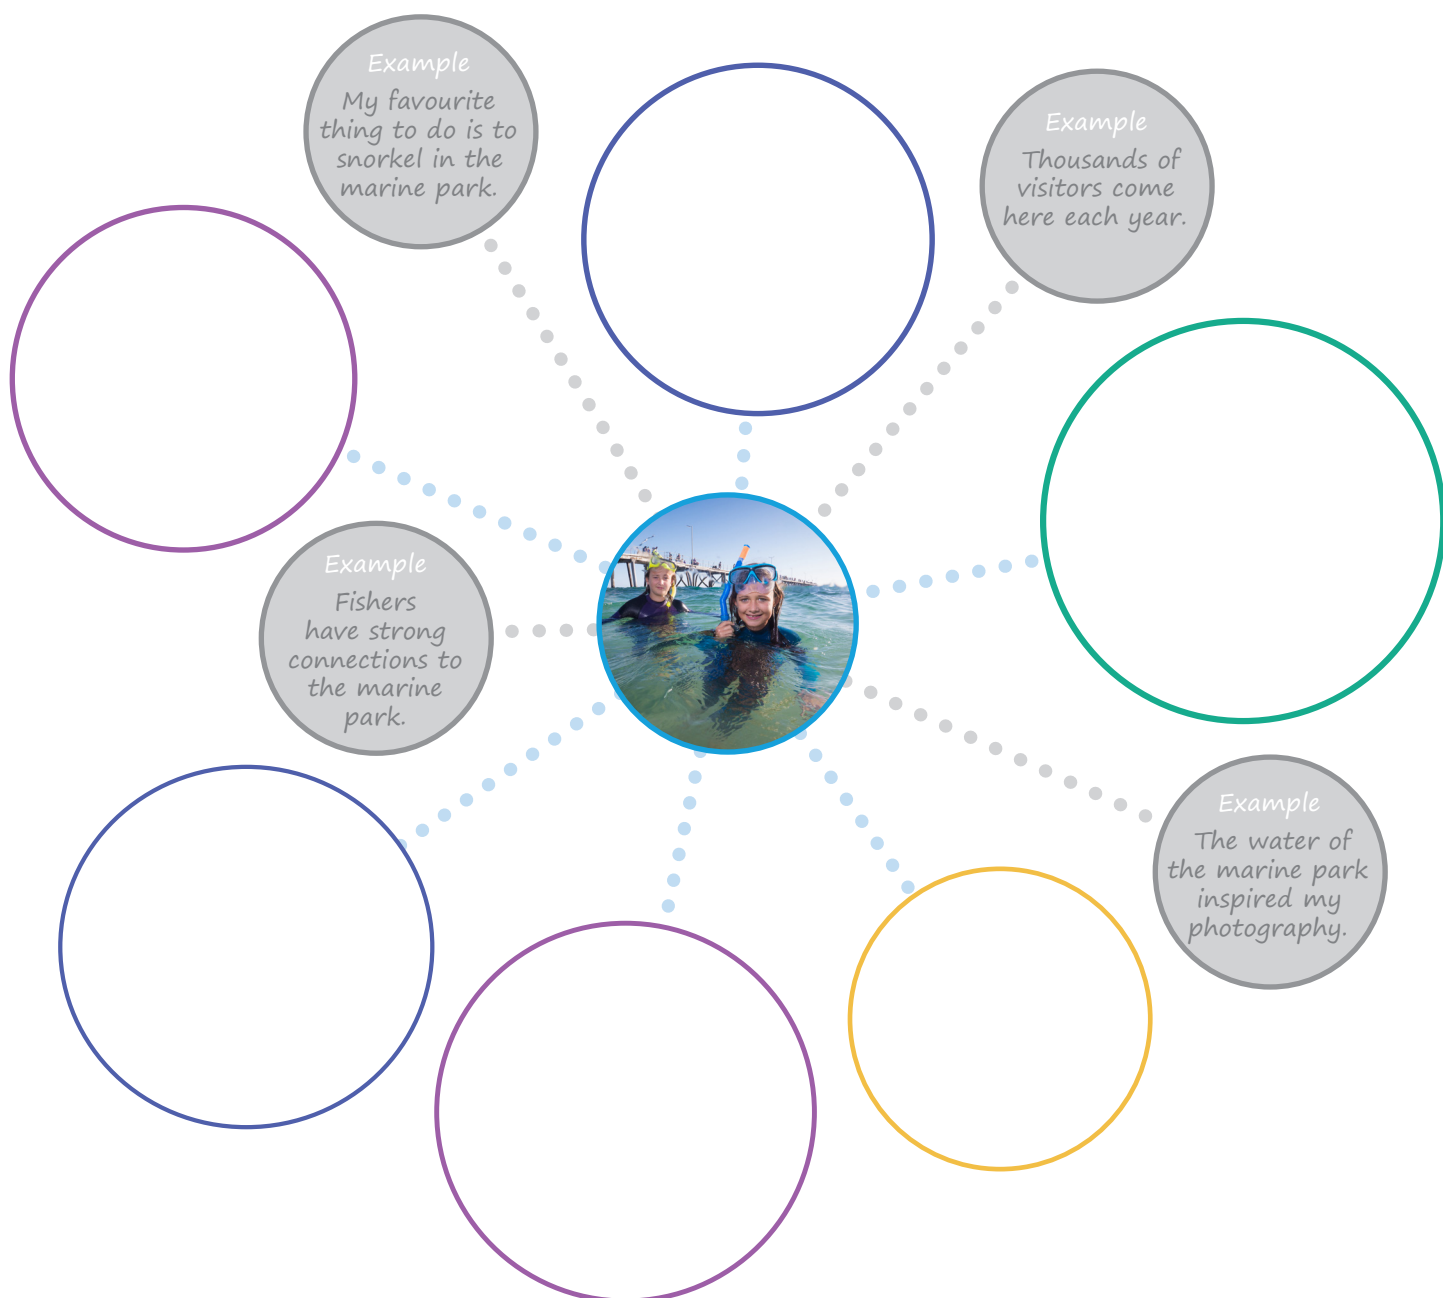 Example
My favourite
thing to do is to
snorkel in the
marine park.
Example
Thousands of
visitors come
here each year.
Example
Fishers
have strong
connections to
the marine
park.
Example
The water of
the marine park
inspired my
photography.